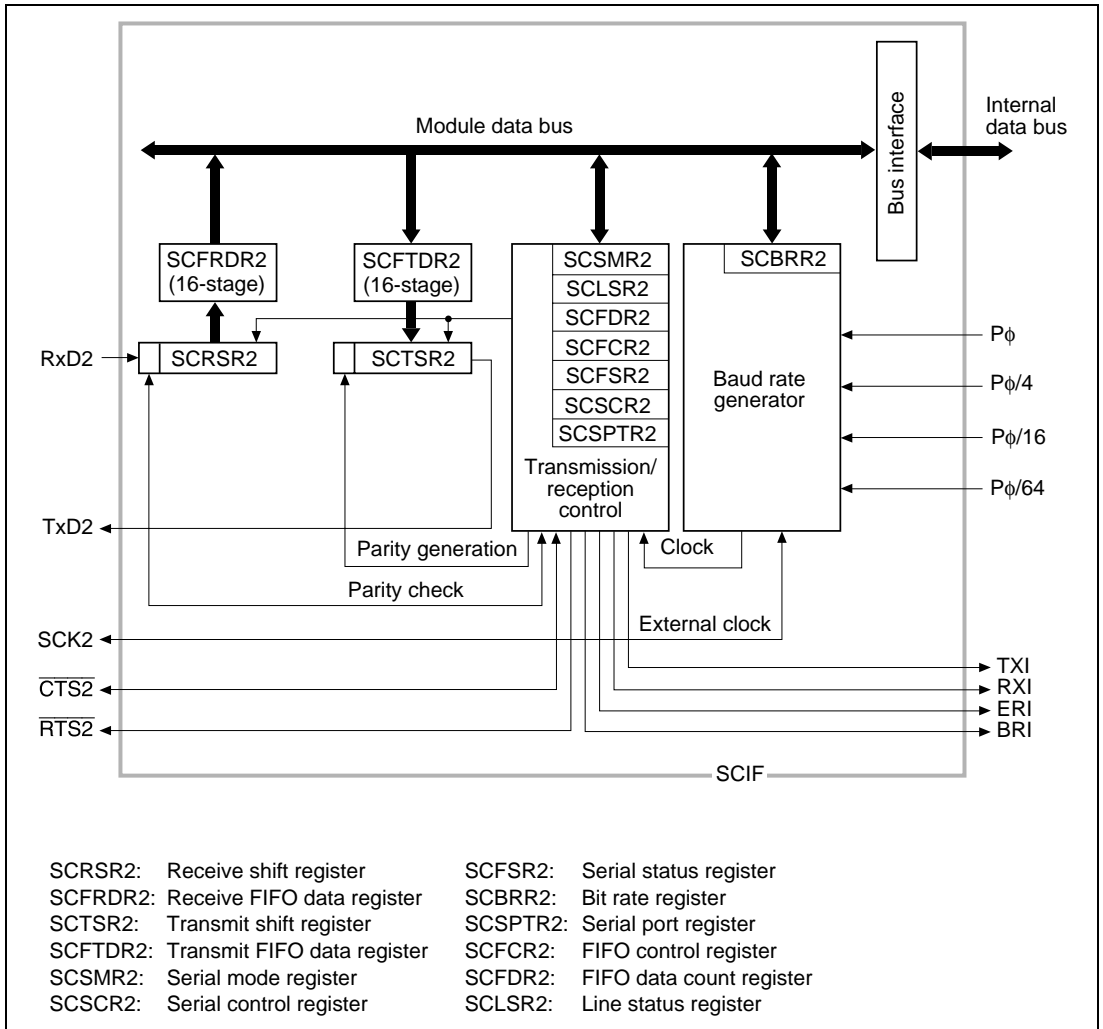 Module data bus
Bus interface
Internal
data bus
SCFRDR2
(16-stage)
SCFTDR2
(16-stage)
SCSMR2
SCLSR2
SCFDR2
SCFCR2
SCFSR2
SCSCR2
SCSPTR2
Transmission/
reception
control
SCBRR2
Baud rate
generator
RxD2
SCRSR2
SCTSR2
Pφ
Pφ/4
Pφ/16
Pφ/64
TxD2
Parity generation
Clock
Parity check
SCK2
External clock
CTS2
RTS2
TXI
RXI
ERI
BRI
SCIF
SCRSR2: Receive shift register
SCFRDR2: Receive FIFO data register
SCTSR2: Transmit shift register
SCFTDR2: Transmit FIFO data register
SCSMR2: Serial mode register
SCSCR2: Serial control register
SCFSR2: Serial status register
SCBRR2: Bit rate register
SCSPTR2: Serial port register
SCFCR2: FIFO control register
SCFDR2: FIFO data count register
SCLSR2: Line status register